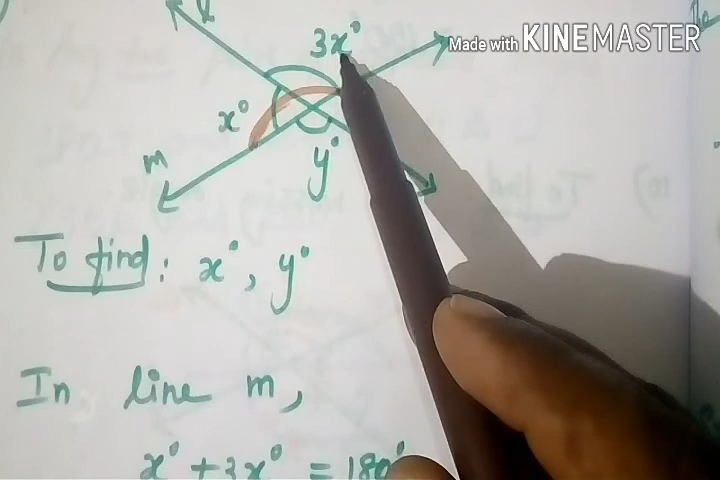 l
3x°
Made with KINEMASTER
x°
m
y°
To find : x°, y°
In line m,
x° + 3x° = 180°